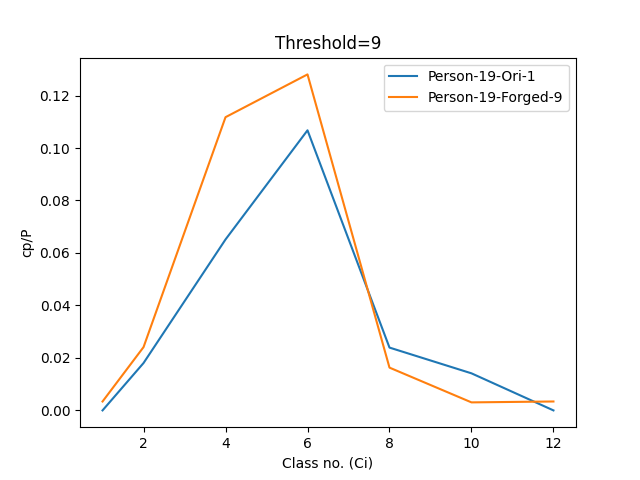 Threshold=9
Person-19-Ori-1
Person-19-Forged-9
cp/P
0.12
0.10
0.08
0.06
0.04
0.02
0.00
2 4 6 8 10 12
Class no. (Ci)